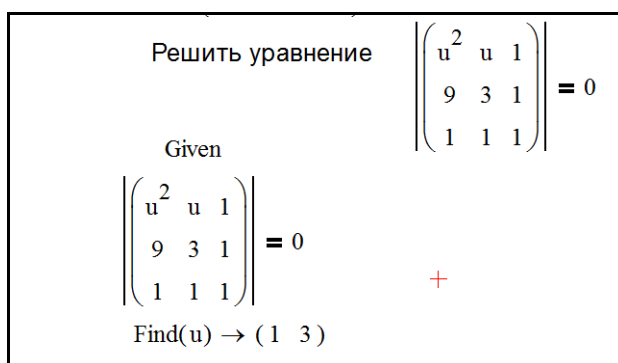 Решить уравнение |(u² u 1
9 3 1
1 1 1)| = 0
Given
|(u² u 1
9 3 1
1 1 1)| = 0
Find(u) → (1 3)